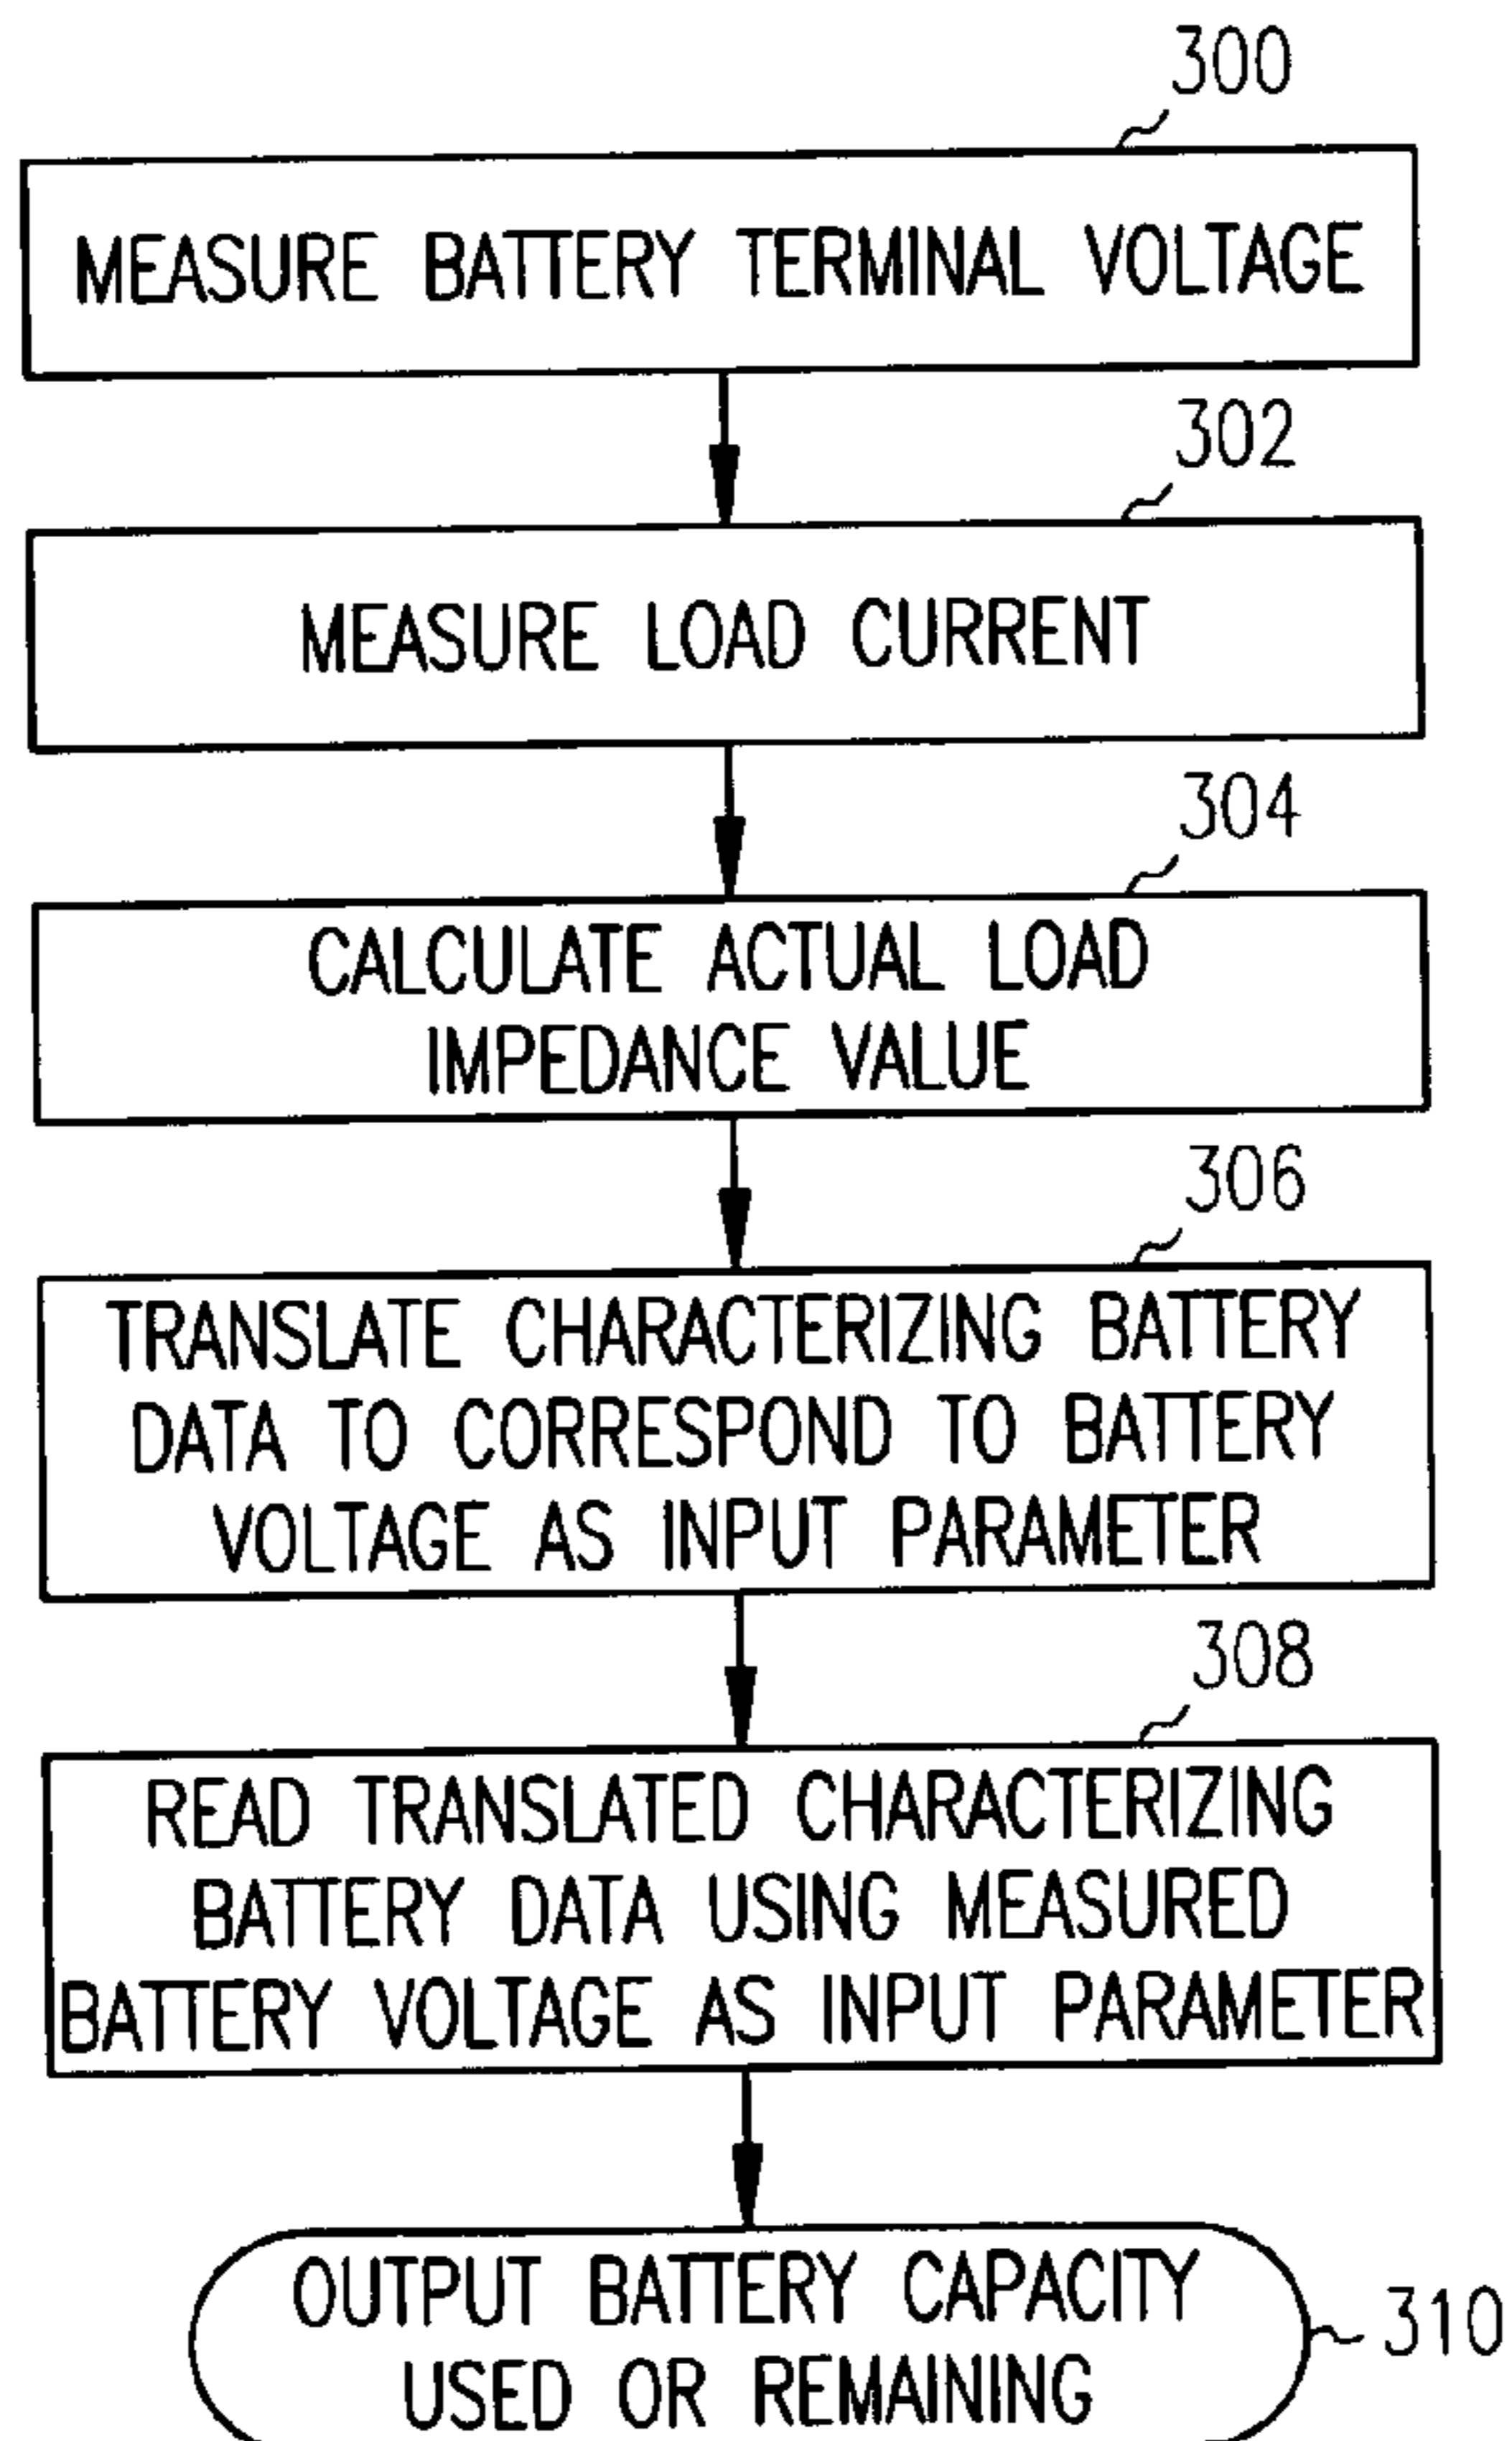 300
MEASURE BATTERY TERMINAL VOLTAGE
302
MEASURE LOAD CURRENT
304
CALCULATE ACTUAL LOAD
IMPEDANCE VALUE
306
TRANSLATE CHARACTERIZING BATTERY
DATA TO CORRESPOND TO BATTERY
VOLTAGE AS INPUT PARAMETER
308
READ TRANSLATED CHARACTERIZING
BATTERY DATA USING MEASURED
BATTERY VOLTAGE AS INPUT PARAMETER
OUTPUT BATTERY CAPACITY
310
USED OR REMAINING